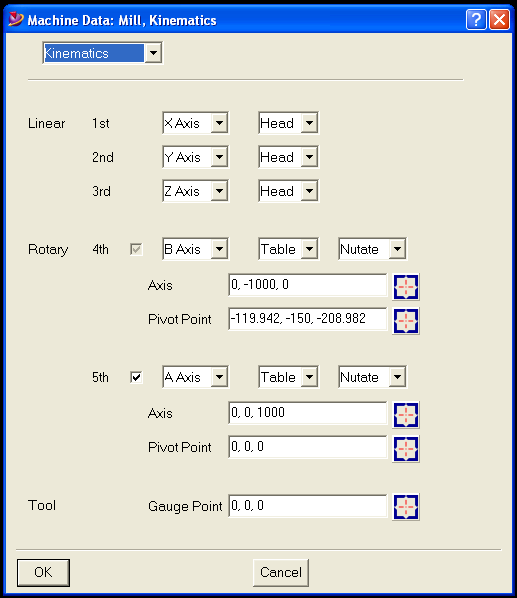 Machine Data: Mill, Kinematics
Kinematics
Linear 1st X Axis Head
2nd Y Axis Head
3rd Z Axis Head
Rotary 4th B Axis Table Nutate
Axis 0, -1000, 0
Pivot Point -119.942, -150, -208.982
5th A Axis Table Nutate
Axis 0, 0, 1000
Pivot Point 0, 0, 0
Tool Gauge Point 0, 0, 0
OK Cancel